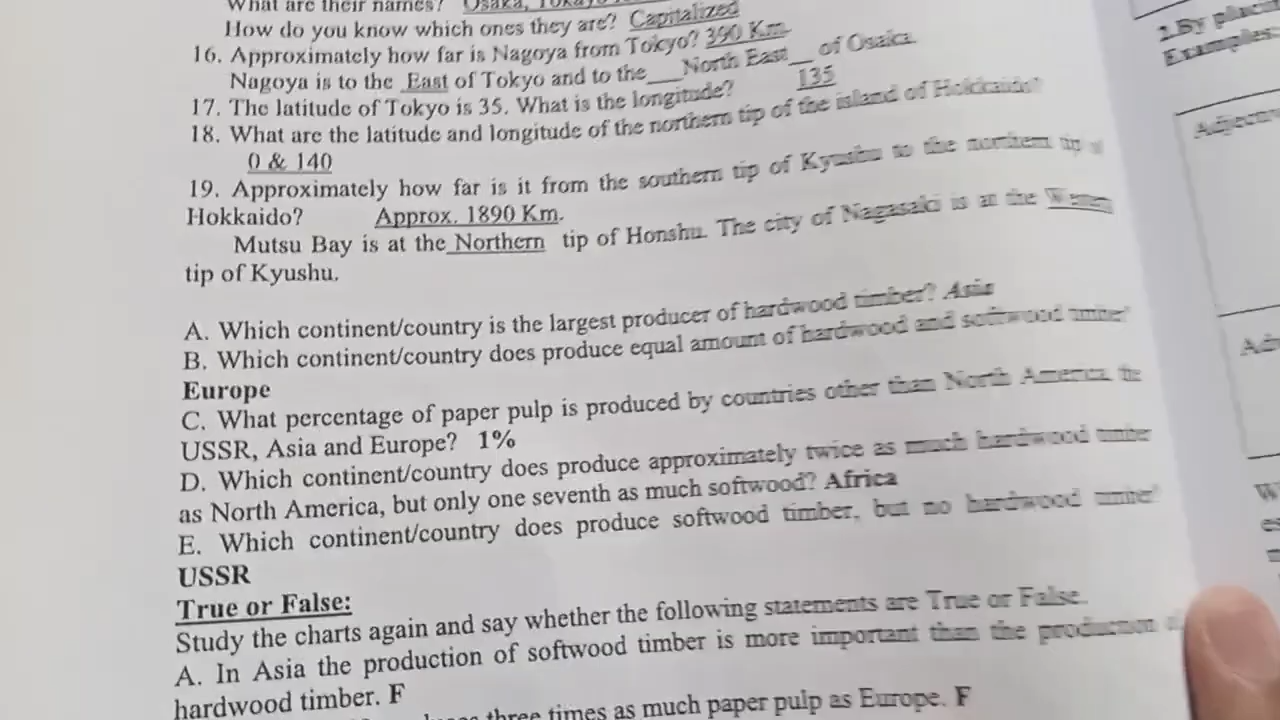 What are their names? Osaka,
How do you know which ones they are? Capitalized
16. Approximately how far is Nagoya from Tokyo? 390 Km.
Nagoya is to the East of Tokyo and to the___ North East__ of Osaka.
17. The latitude of Tokyo is 35. What is the longitude? 135
18. What are the latitude and longitude of the northern tip of the island of Hokkaido?
0 & 140
19. Approximately how far is it from the southern tip of Kyushu to the northern tip
Hokkaido? Approx. 1890 Km.
Mutsu Bay is at the Northern tip of Honshu. The city of Nagasaki is at the Western
tip of Kyushu.
A. Which continent/country is the largest producer of hardwood timber? Asia
B. Which continent/country does produce equal amount of hardwood and softwood timber?
Europe
C. What percentage of paper pulp is produced by countries other than North America, the
USSR, Asia and Europe? 1%
D. Which continent/country does produce approximately twice as much hardwood timber
as North America, but only one seventh as much softwood? Africa
E. Which continent/country does produce softwood timber, but no hardwood timber?
USSR
True or False:
Study the charts again and say whether the following statements are True or False.
A. In Asia the production of softwood timber is more important than the production
hardwood timber. F
three times as much paper pulp as Europe. F
2.By
Examples: